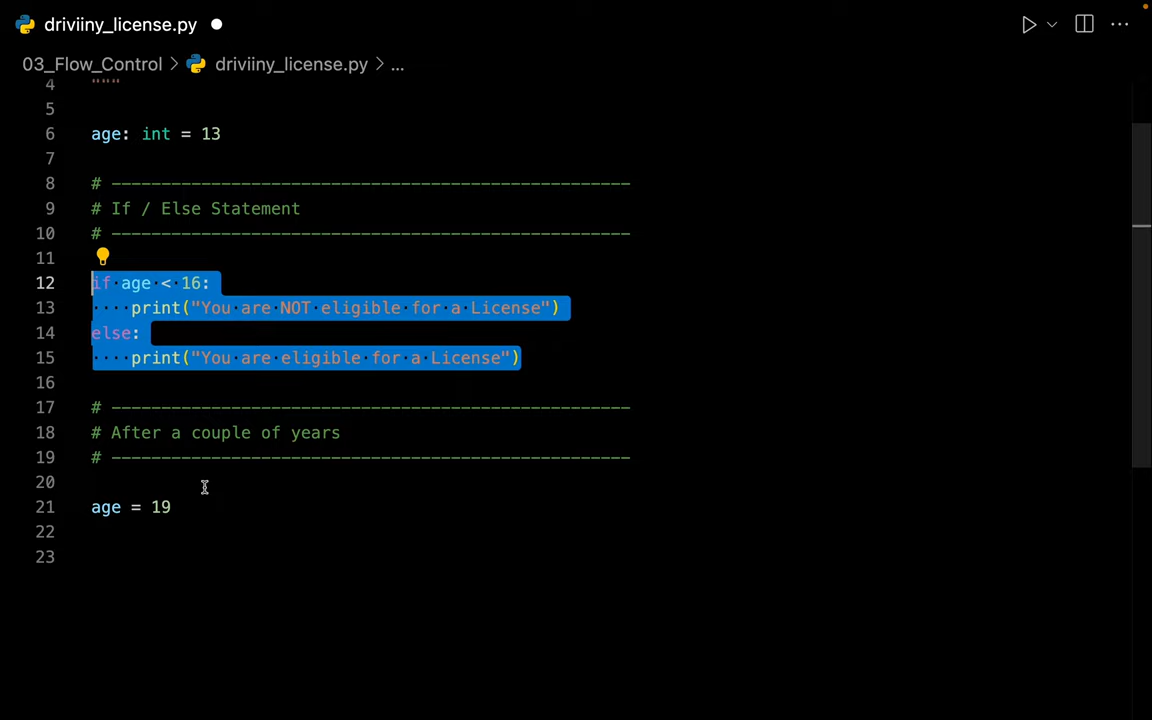 driviiny_license.py
03_Flow_Control > driviiny_license.py > ...
4 """
5
6 age: int = 13
7
8 # ----------------------------------------------------
9 # If / Else Statement
10 # ----------------------------------------------------
11
12 if age < 16:
13 print("You are NOT eligible for a License")
14 else:
15 print("You are eligible for a License")
16
17 # ----------------------------------------------------
18 # After a couple of years
19 # ----------------------------------------------------
20
21 age = 19
22
23